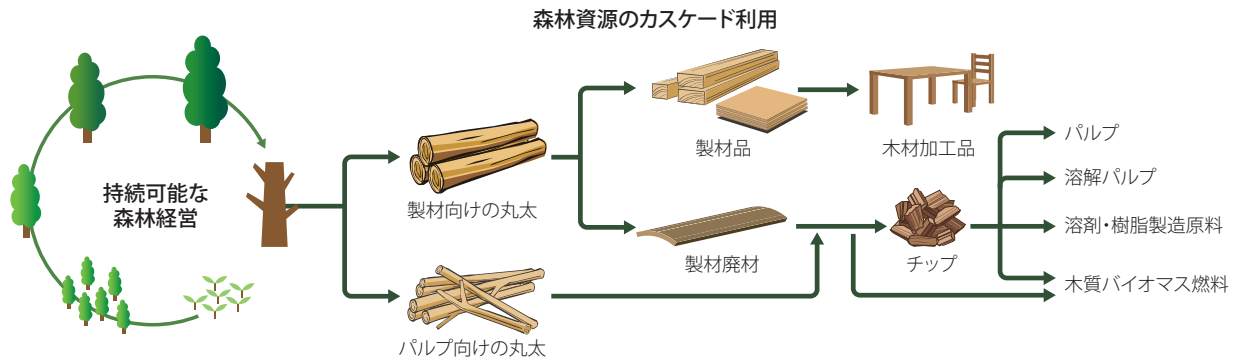 森林資源のカスケード利用
持続可能な
森林経営
製材向けの丸太
パルプ向けの丸太
製材品
木材加工品
製材廃材
チップ
パルプ
溶解パルプ
溶剤・樹脂製造原料
木質バイオマス燃料